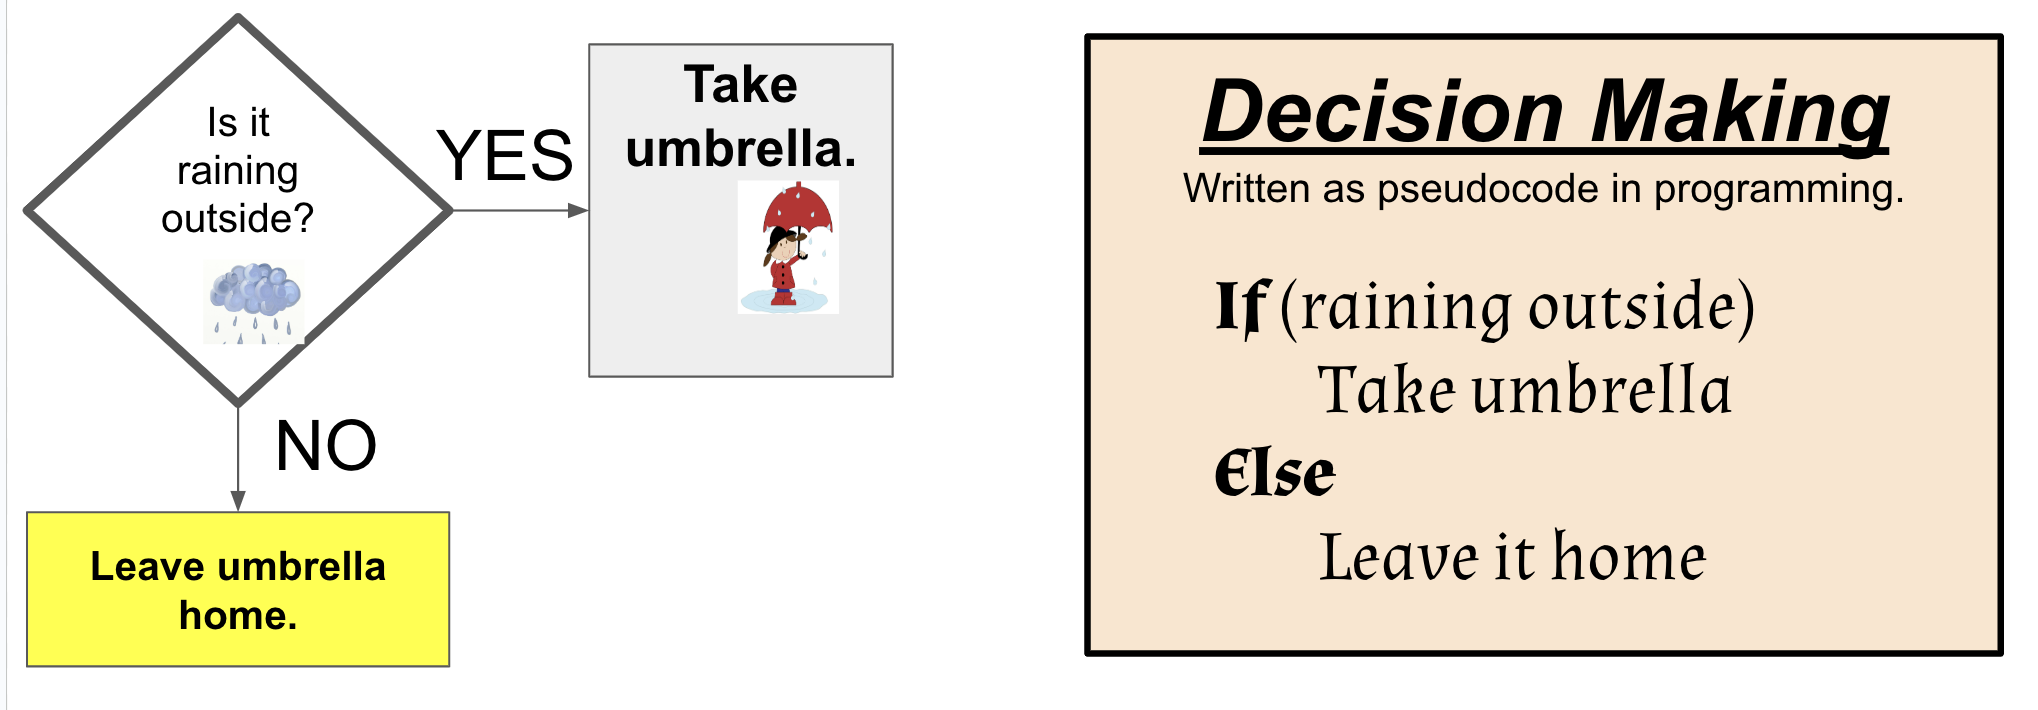 Is it
raining
outside?
YES
Take
umbrella.
NO
Leave umbrella
home.
Decision Making
Written as pseudocode in programming.
If (raining outside)
Take umbrella
Else
Leave it home